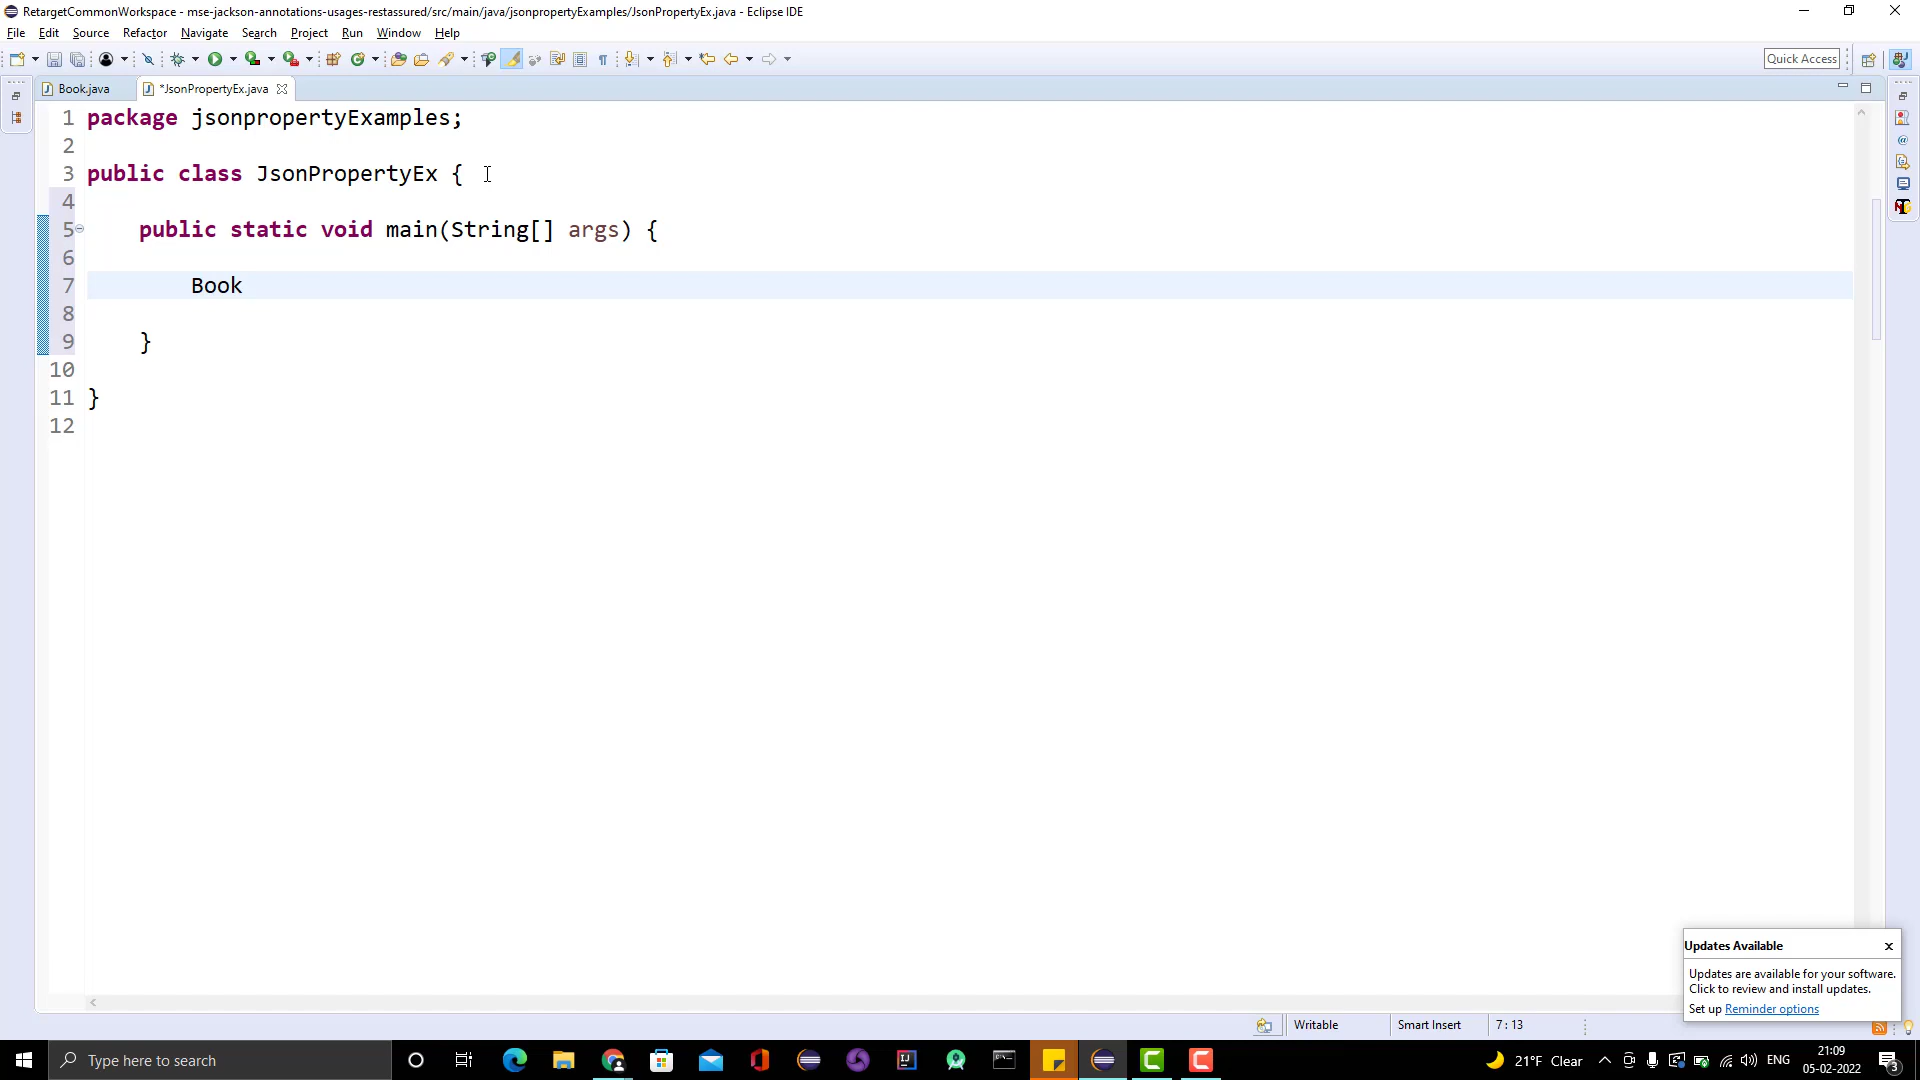 RetargetCommonWorkspace - mse-jackson-annotations-usages-restassured/src/main/java/jsonpropertyExamples/JsonPropertyEx.java - Eclipse IDE
File Edit Source Refactor Navigate Search Project Run Window Help
Quick Access
Book.java *JsonPropertyEx.java
1 package jsonpropertyExamples;
2
3 public class JsonPropertyEx {
4
5 public static void main(String[] args) {
6
7 Book
8
9 }
10
11 }
12
Updates Available
Updates are available for your software.
Click to review and install updates.
Set up Reminder options
Writable Smart Insert 7 : 13
Type here to search
21°F Clear ENG
21:09
05-02-2022
3